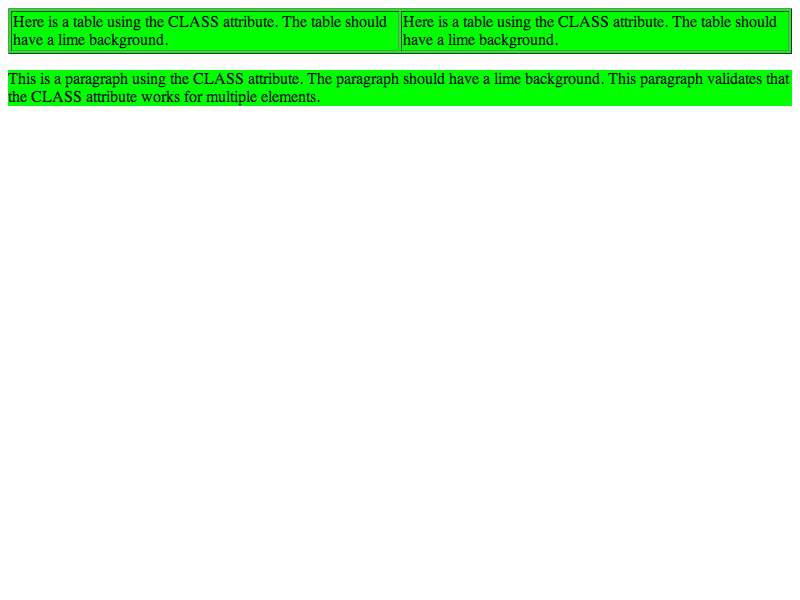 Here is a table using the CLASS attribute. The table should
have a lime background.
Here is a table using the CLASS attribute. The table should
have a lime background.
This is a paragraph using the CLASS attribute. The paragraph should have a lime background. This paragraph validates that
the CLASS attribute works for multiple elements.